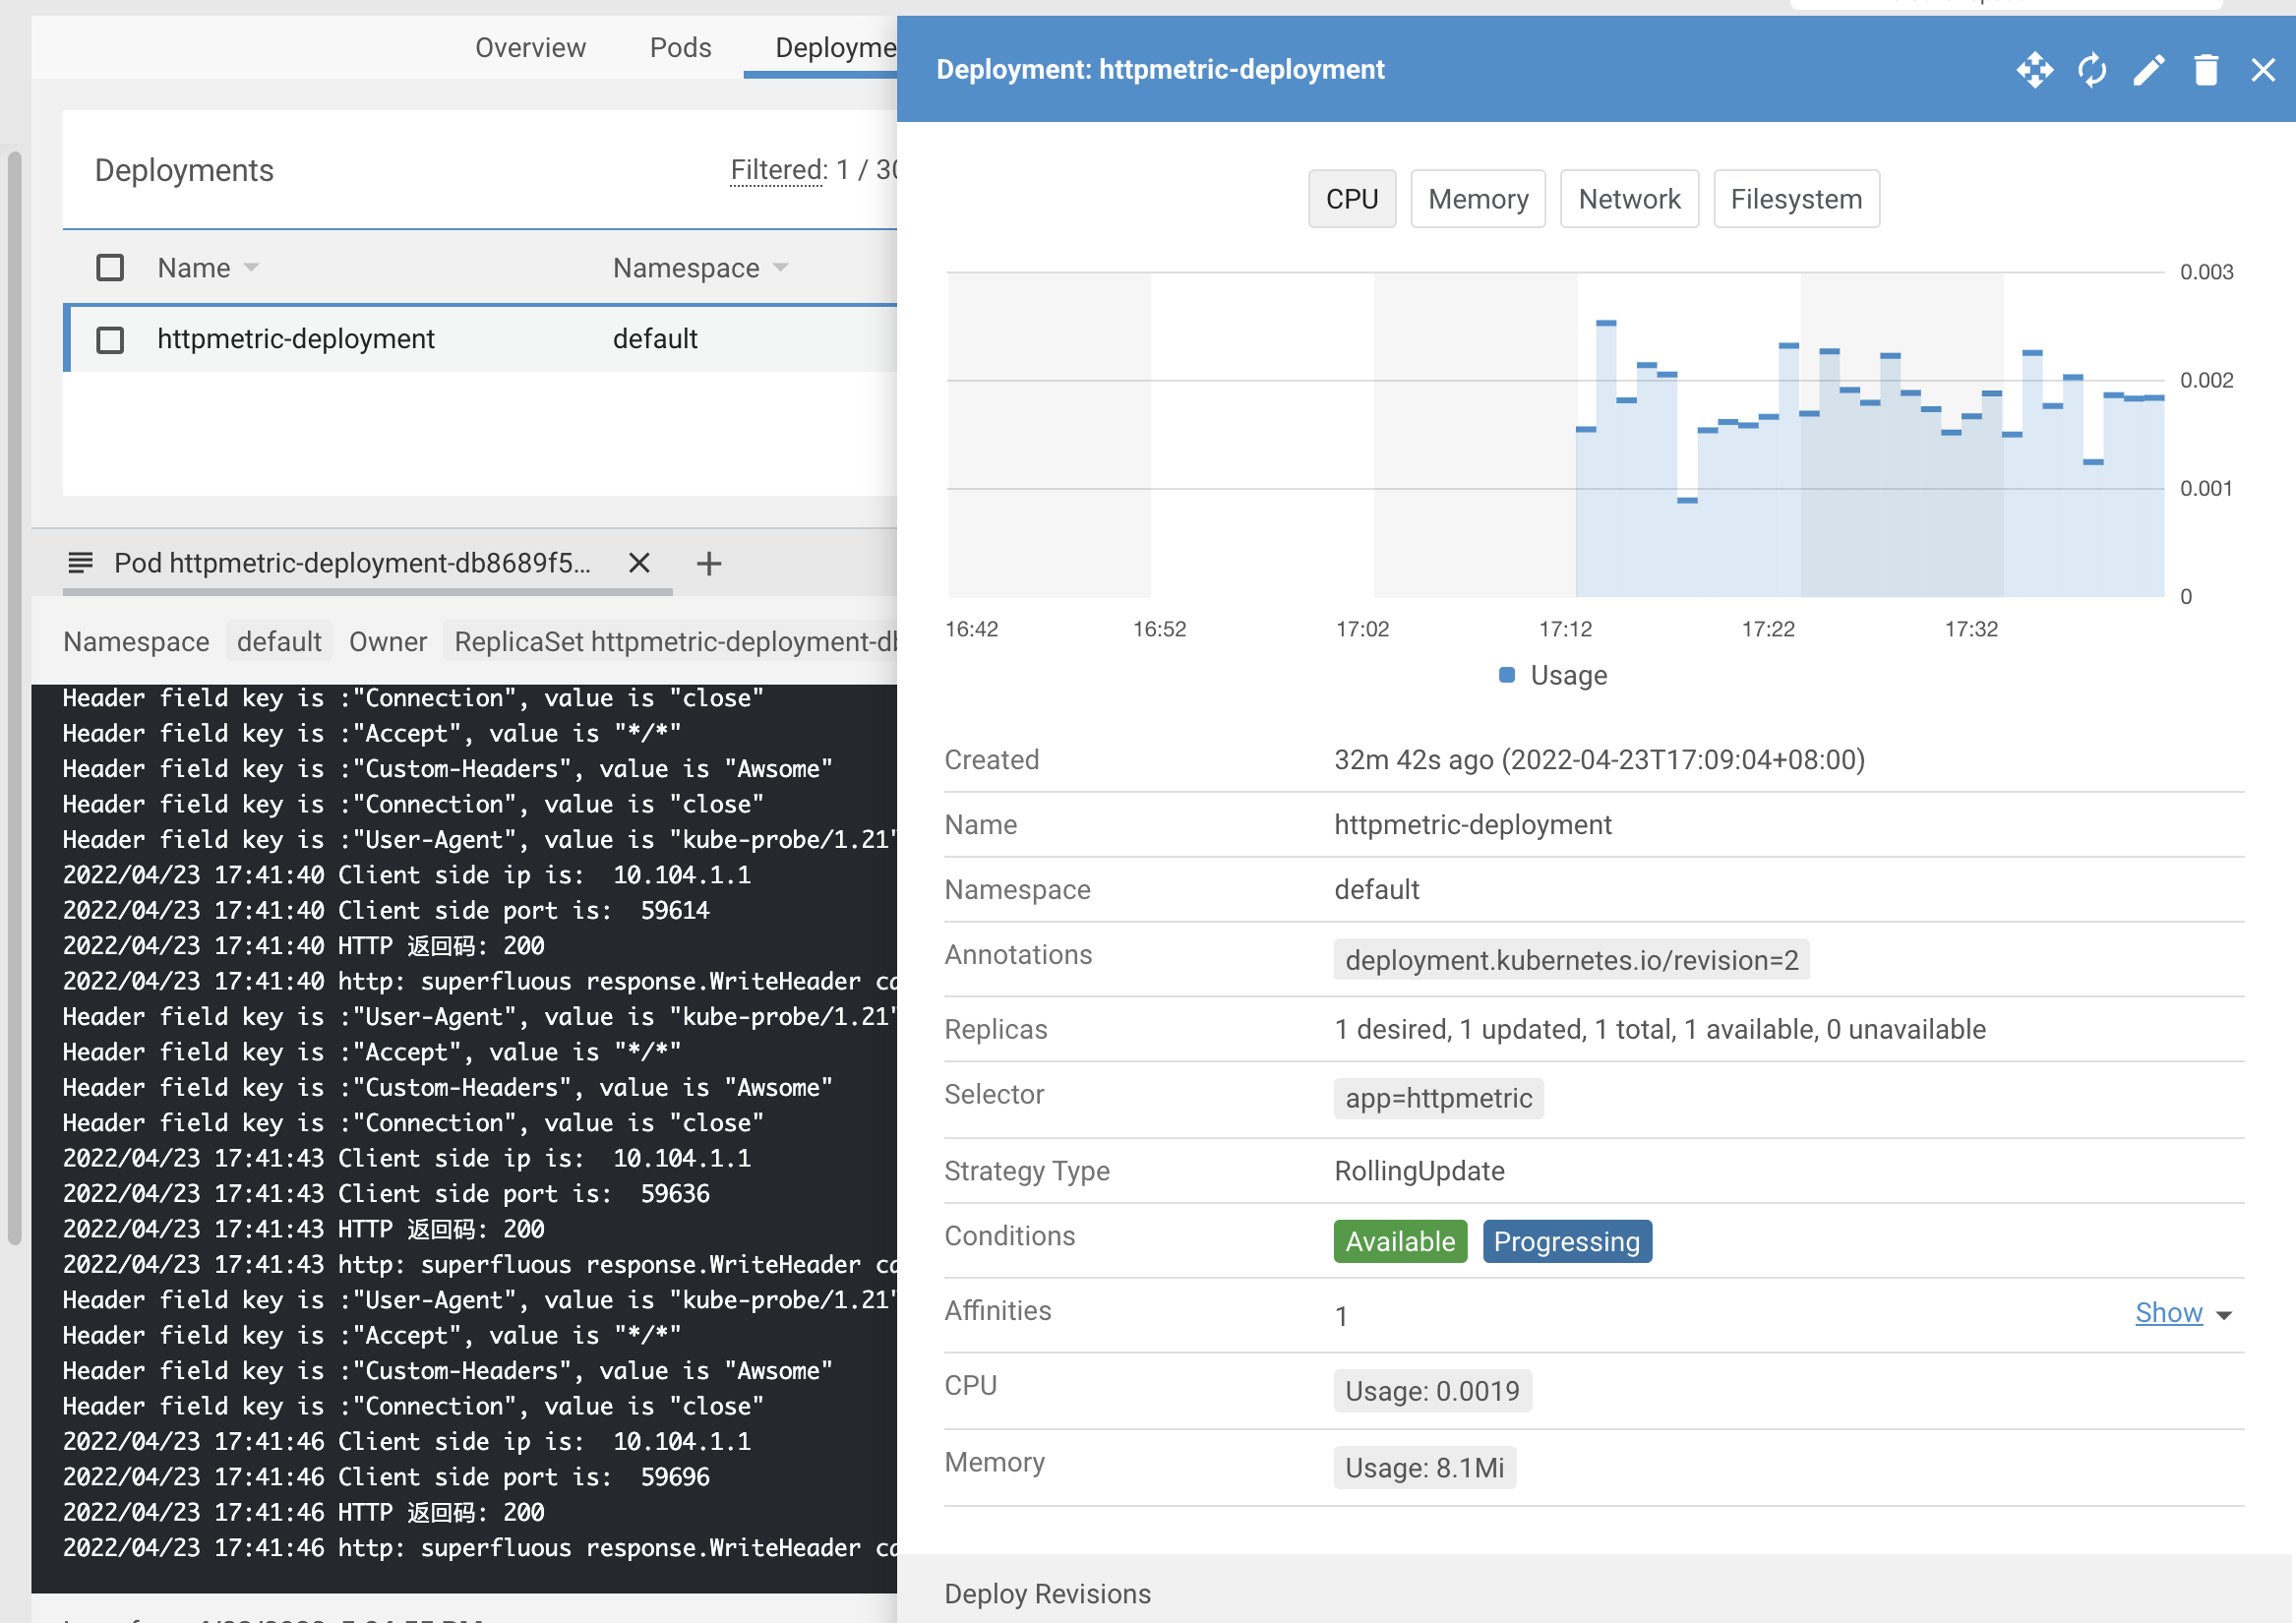 Overview Pods Deployme
Deployments Filtered: 1 / 30
Name Namespace
httpmetric-deployment default
Pod httpmetric-deployment-db8689f5...
Namespace default Owner ReplicaSet httpmetric-deployment-db
Header field key is :"Connection", value is "close"
Header field key is :"Accept", value is "*/*"
Header field key is :"Custom-Headers", value is "Awsome"
Header field key is :"Connection", value is "close"
Header field key is :"User-Agent", value is "kube-probe/1.21"
2022/04/23 17:41:40 Client side ip is:  10.104.1.1
2022/04/23 17:41:40 Client side port is:  59614
2022/04/23 17:41:40 HTTP 返回码: 200
2022/04/23 17:41:40 http: superfluous response.WriteHeader ca
Header field key is :"User-Agent", value is "kube-probe/1.21"
Header field key is :"Accept", value is "*/*"
Header field key is :"Custom-Headers", value is "Awsome"
Header field key is :"Connection", value is "close"
2022/04/23 17:41:43 Client side ip is:  10.104.1.1
2022/04/23 17:41:43 Client side port is:  59636
2022/04/23 17:41:43 HTTP 返回码: 200
2022/04/23 17:41:43 http: superfluous response.WriteHeader ca
Header field key is :"User-Agent", value is "kube-probe/1.21"
Header field key is :"Accept", value is "*/*"
Header field key is :"Custom-Headers", value is "Awsome"
Header field key is :"Connection", value is "close"
2022/04/23 17:41:46 Client side ip is:  10.104.1.1
2022/04/23 17:41:46 Client side port is:  59696
2022/04/23 17:41:46 HTTP 返回码: 200
2022/04/23 17:41:46 http: superfluous response.WriteHeader ca
Deployment: httpmetric-deployment
CPU Memory Network Filesystem
0.003
0.002
0.001
0
16:42 16:52 17:02 17:12 17:22 17:32
Usage
Created 32m 42s ago (2022-04-23T17:09:04+08:00)
Name httpmetric-deployment
Namespace default
Annotations deployment.kubernetes.io/revision=2
Replicas 1 desired, 1 updated, 1 total, 1 available, 0 unavailable
Selector app=httpmetric
Strategy Type RollingUpdate
Conditions Available Progressing
Affinities 1 Show
CPU Usage: 0.0019
Memory Usage: 8.1Mi
Deploy Revisions